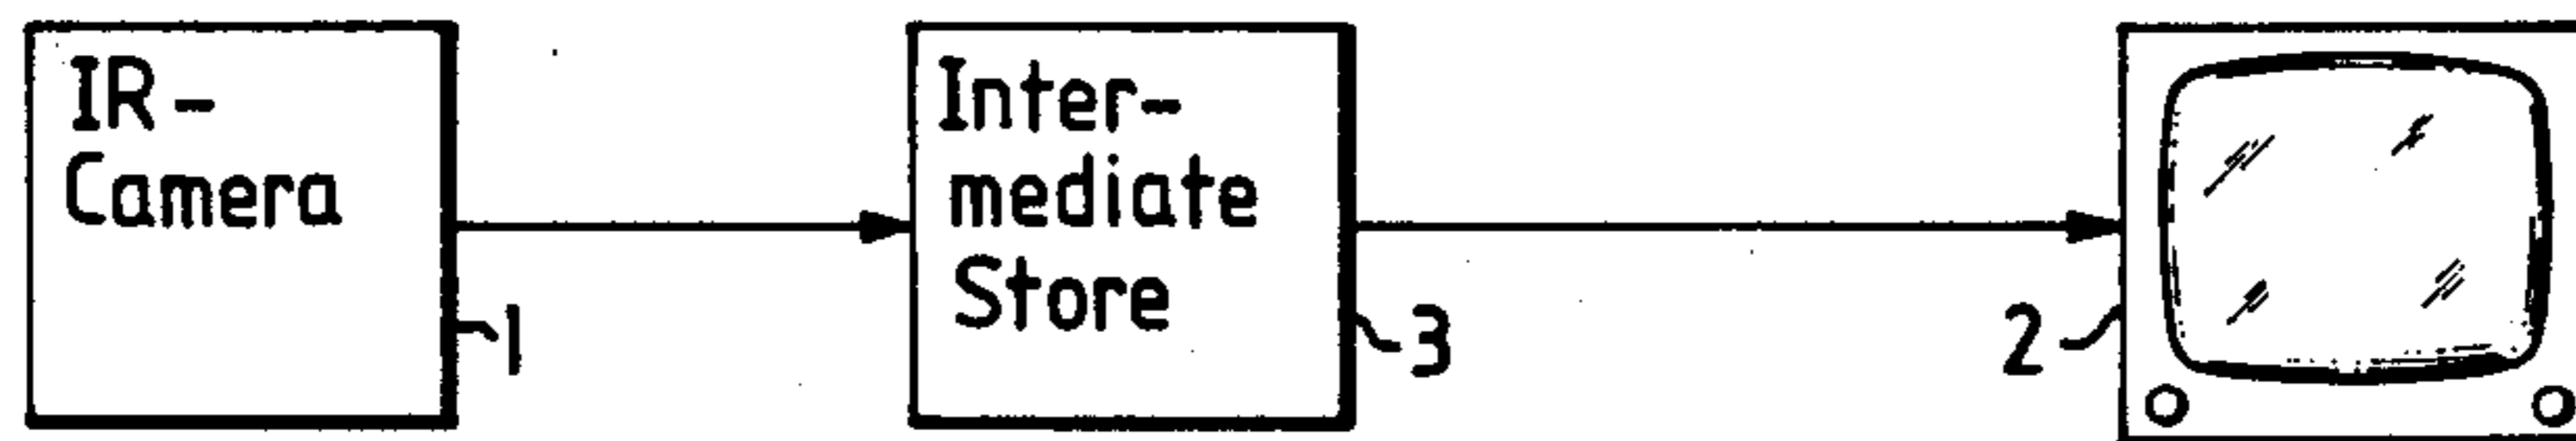 IR-
Camera
1
Inter-
mediate
Store
3
2